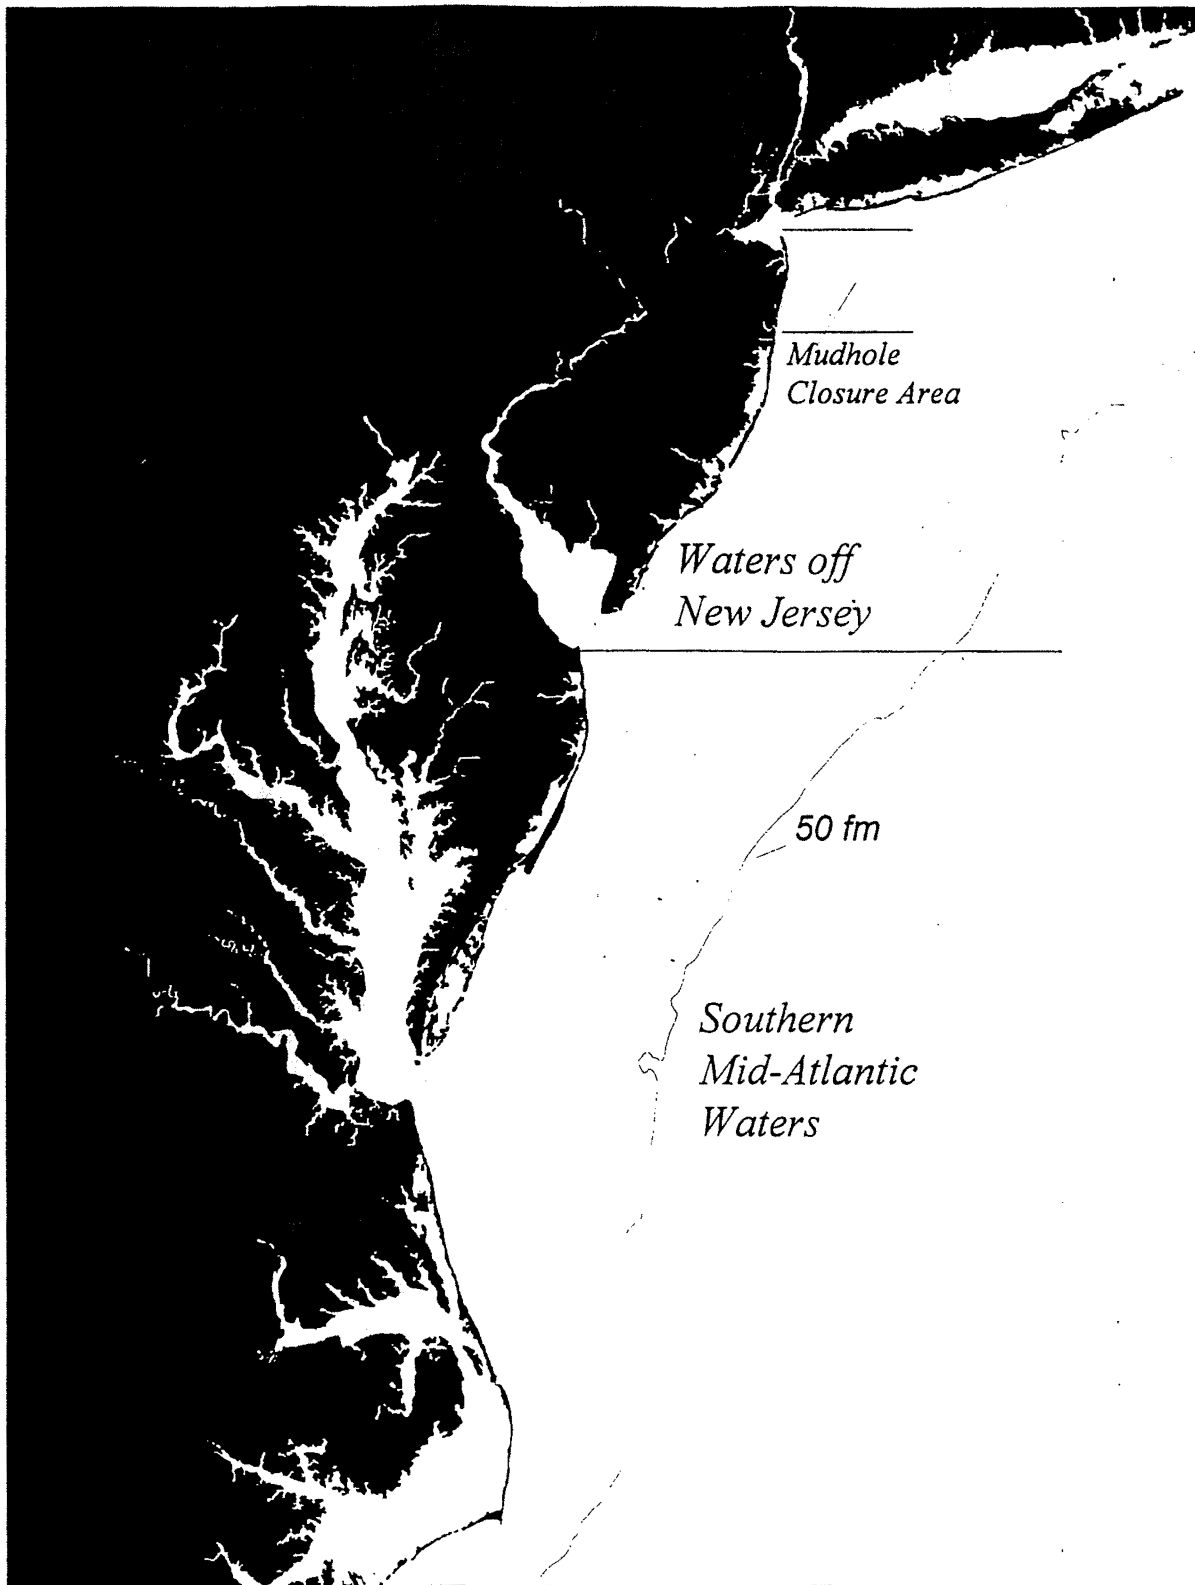 Mudhole
Closure Area
Waters off
New Jersey
50 fm
Southern
Mid-Atlantic
Waters